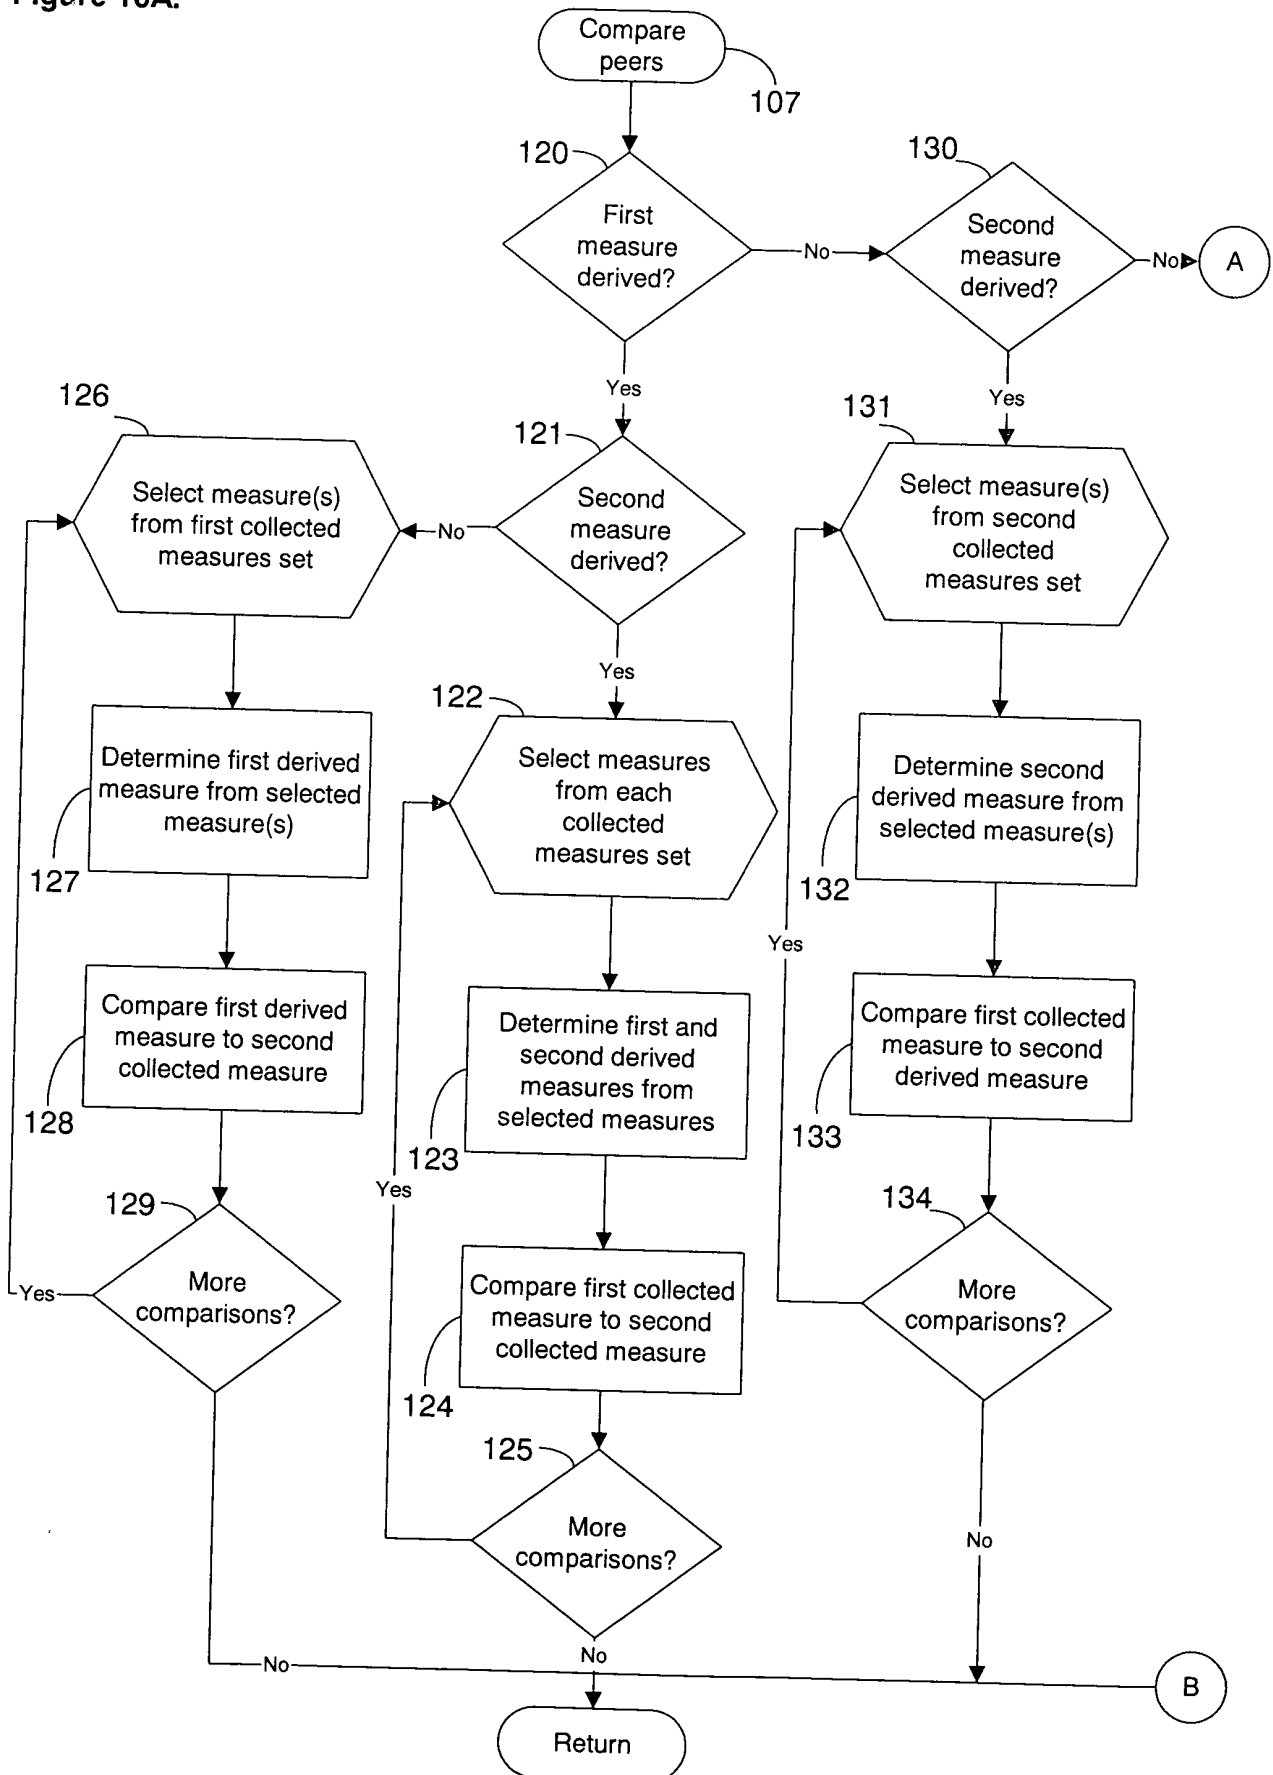 Figure 10A.
Compare
peers
107
120
130
First
measure
derived?
No
Second
measure
derived?
No
A
Yes
Yes
126
121
131
Select measure(s)
from first collected
measures set
No
Second
measure
derived?
Select measure(s)
from second
collected
measures set
Yes
122
Determine first derived
measure from selected
measure(s)
127
Select measures
from each
collected
measures set
Determine second
derived measure from
selected measure(s)
132
Yes
Compare first derived
measure to second
collected measure
128
Determine first and
second derived
measures from
selected measures
123
Compare first collected
measure to second
derived measure
133
Yes
129
134
More
comparisons?
Yes
Compare first collected
measure to second
collected measure
124
More
comparisons?
125
More
comparisons?
No
No
No
B
Return